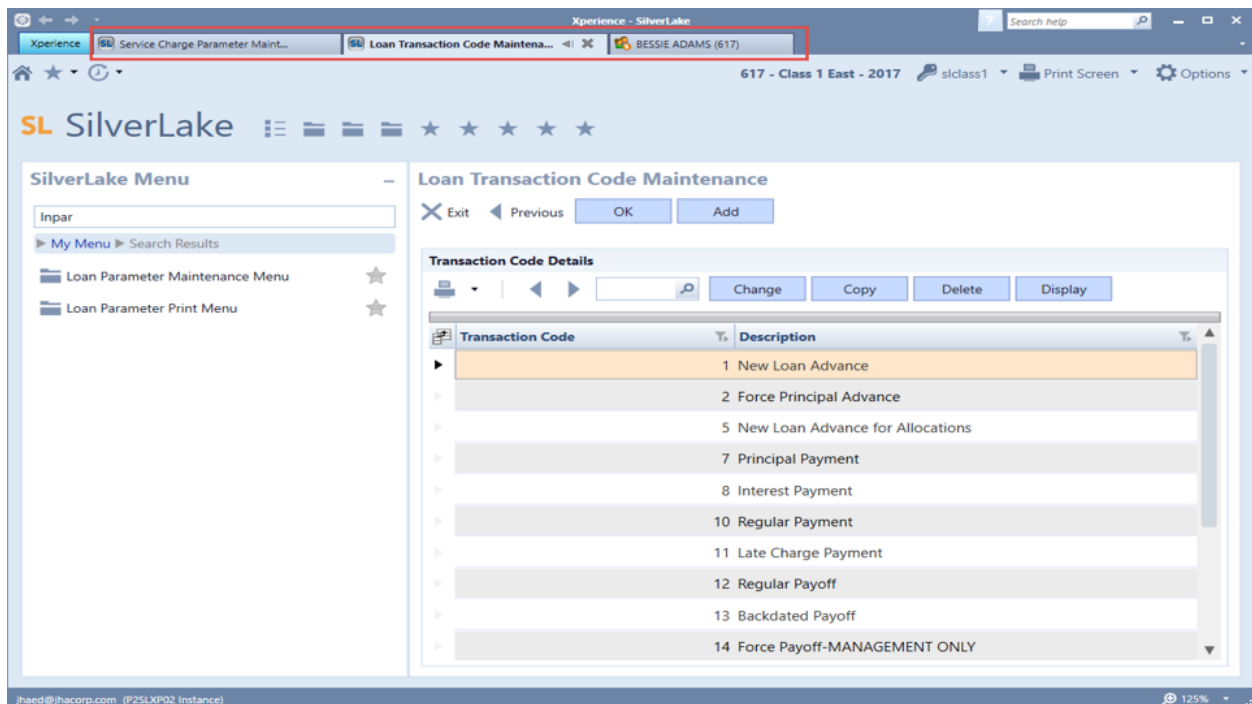 Xperience - SilverLake
? Search help
Xperience SL Service Charge Parameter Maint... SL Loan Transaction Code Maintena... BESSIE ADAMS (617)
617 - Class 1 East - 2017 slclass1 Print Screen Options
SL SilverLake
SilverLake Menu
lnpar
My Menu Search Results
Loan Parameter Maintenance Menu
Loan Parameter Print Menu
Loan Transaction Code Maintenance
Exit Previous OK Add
Transaction Code Details
Change Copy Delete Display
Transaction Code Description
1 New Loan Advance
2 Force Principal Advance
5 New Loan Advance for Allocations
7 Principal Payment
8 Interest Payment
10 Regular Payment
11 Late Charge Payment
12 Regular Payoff
13 Backdated Payoff
14 Force Payoff-MANAGEMENT ONLY
jhaed@jhacorp.com (P2SLXP02 Instance) 125%